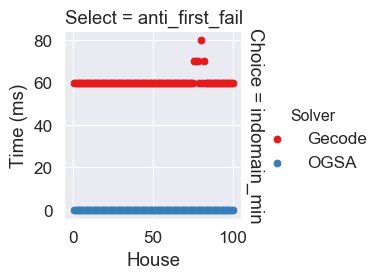 Select = anti_first_fail
Choice = indomain_min
Time (ms)
80
60
40
20
0
0 50 100
House
Solver
Gecode
OGSA